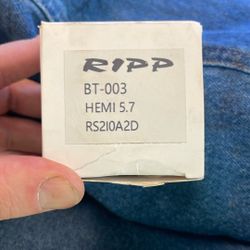 RIPP
BT-003
HEMI 5.7
RS2I0A2D